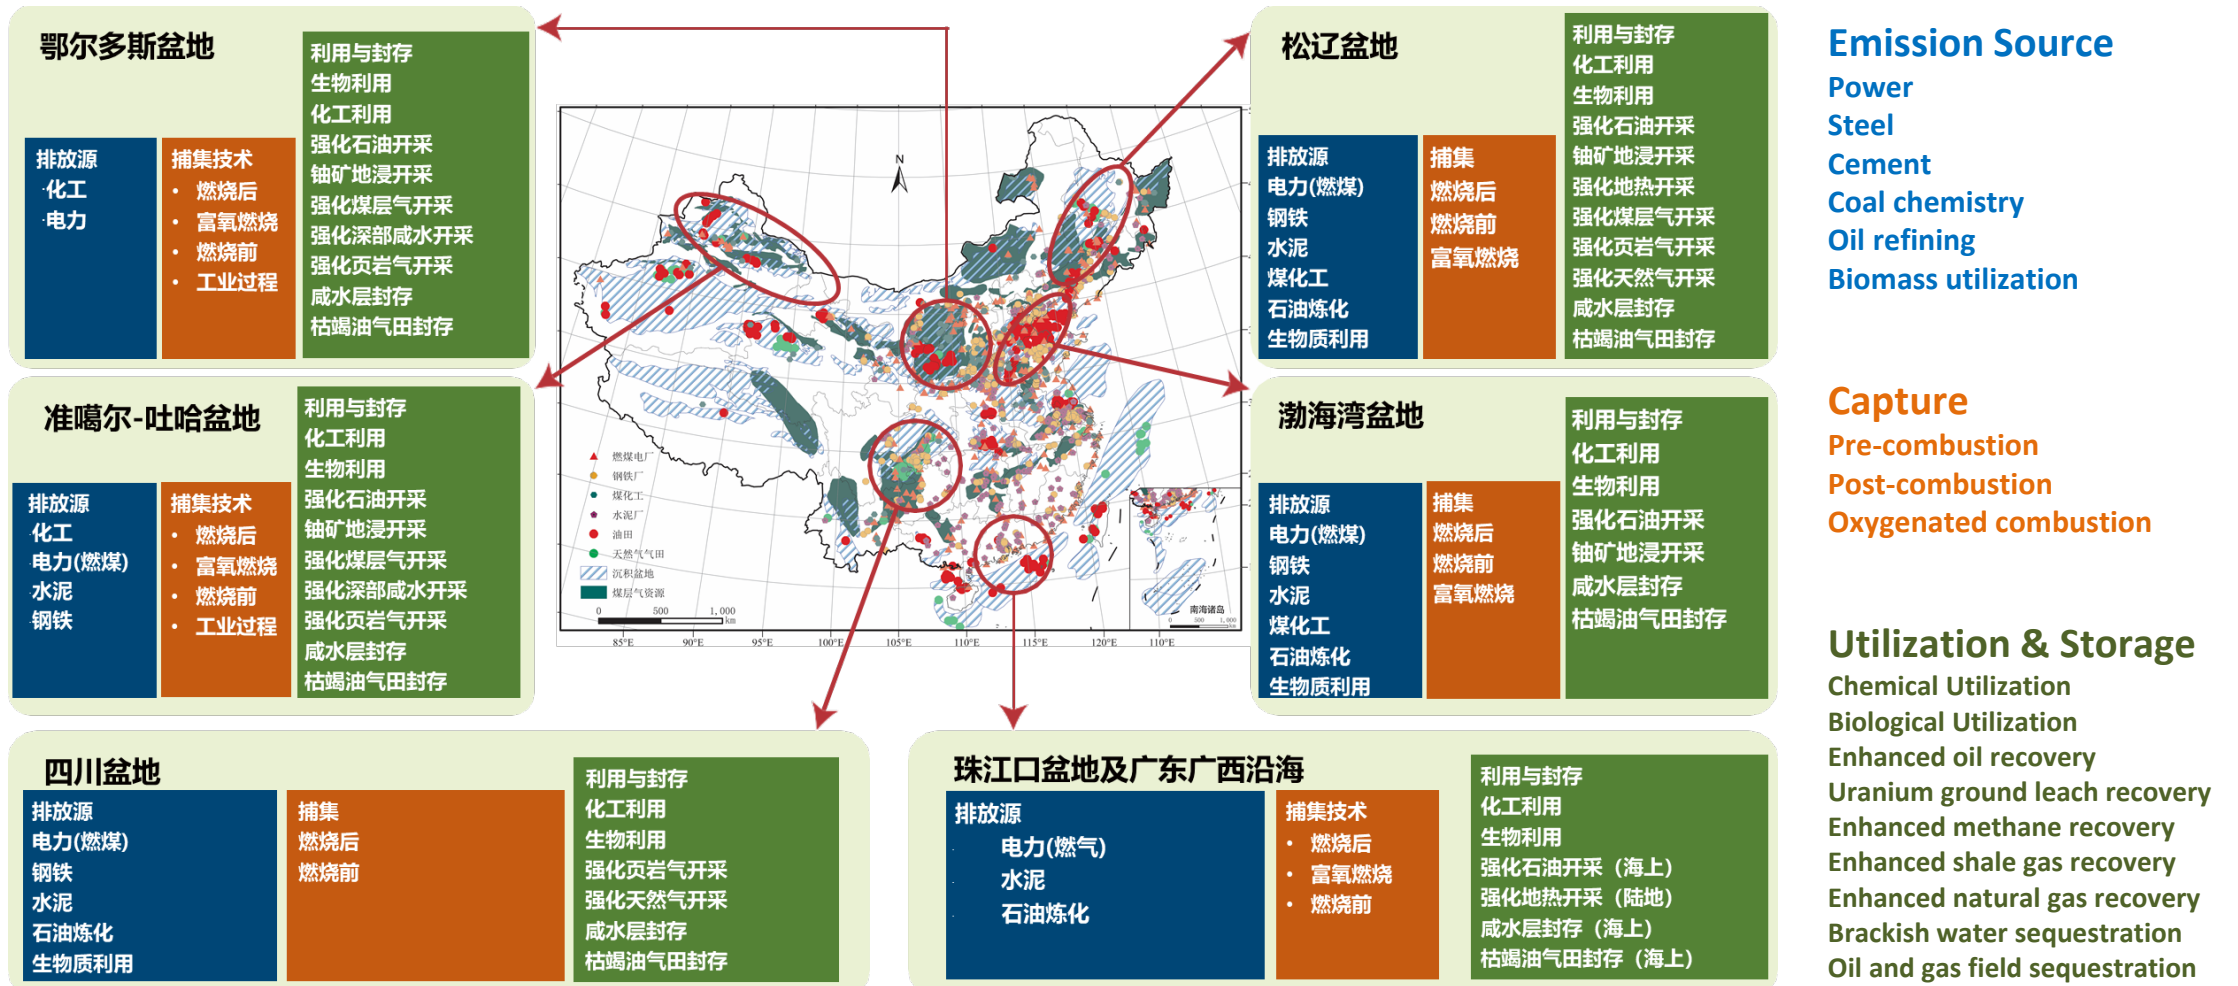 鄂尔多斯盆地
排放源
·化工
·电力
捕集技术
• 燃烧后
• 富氧燃烧
• 燃烧前
• 工业过程
利用与封存
生物利用
化工利用
强化石油开采
铀矿地浸开采
强化煤层气开采
强化深部咸水开采
强化页岩气开采
咸水层封存
枯竭油气田封存
准噶尔-吐哈盆地
排放源
·化工
·电力(燃煤)
·水泥
·钢铁
捕集技术
• 燃烧后
• 富氧燃烧
• 燃烧前
• 工业过程
利用与封存
化工利用
生物利用
强化石油开采
铀矿地浸开采
强化煤层气开采
强化深部咸水开采
强化页岩气开采
咸水层封存
枯竭油气田封存
N
燃煤电厂
钢铁厂
煤化工
水泥厂
油田
天然气气田
沉积盆地
煤层气资源
0 500 1,000
km
南海诸岛
0 500 1,000
km
85°E 90°E 95°E 100°E 105°E 110°E 115°E 120°E 110°E
松辽盆地
排放源
电力(燃煤)
钢铁
水泥
煤化工
石油炼化
生物质利用
捕集
燃烧后
燃烧前
富氧燃烧
利用与封存
化工利用
生物利用
强化石油开采
铀矿地浸开采
强化地热开采
强化煤层气开采
强化页岩气开采
强化天然气开采
咸水层封存
枯竭油气田封存
渤海湾盆地
排放源
电力(燃煤)
钢铁
水泥
煤化工
石油炼化
生物质利用
捕集
燃烧后
燃烧前
富氧燃烧
利用与封存
化工利用
生物利用
强化石油开采
铀矿地浸开采
咸水层封存
枯竭油气田封存
四川盆地
排放源
电力(燃煤)
钢铁
水泥
石油炼化
生物质利用
捕集
燃烧后
燃烧前
利用与封存
化工利用
生物利用
强化页岩气开采
强化天然气开采
咸水层封存
枯竭油气田封存
珠江口盆地及广东广西沿海
排放源
· 电力(燃气)
· 水泥
· 石油炼化
捕集技术
• 燃烧后
• 富氧燃烧
• 燃烧前
利用与封存
化工利用
生物利用
强化石油开采（海上）
强化地热开采（陆地）
咸水层封存（海上）
枯竭油气田封存（海上）
Emission Source
Power
Steel
Cement
Coal chemistry
Oil refining
Biomass utilization
Capture
Pre-combustion
Post-combustion
Oxygenated combustion
Utilization & Storage
Chemical Utilization
Biological Utilization
Enhanced oil recovery
Uranium ground leach recovery
Enhanced methane recovery
Enhanced shale gas recovery
Enhanced natural gas recovery
Brackish water sequestration
Oil and gas field sequestration